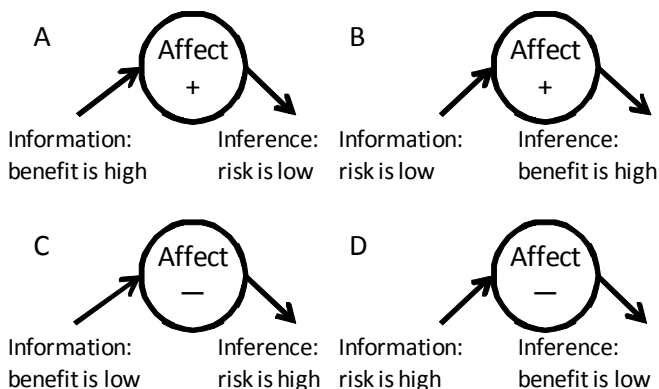 A
Affect
+
Information:
benefit is high
Inference:
risk is low
B
Affect
+
Information:
risk is low
Inference:
benefit is high
C
Affect
—
Information:
benefit is low
Inference:
risk is high
D
Affect
—
Information:
risk is high
Inference:
benefit is low